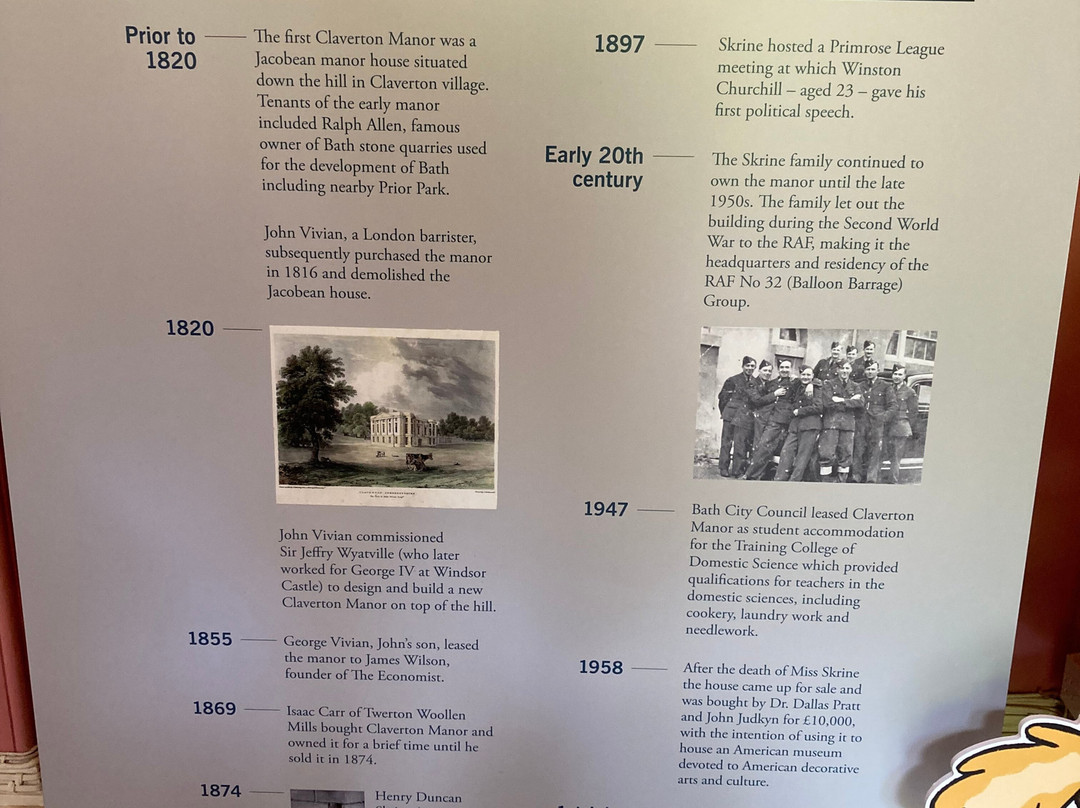 Prior to
1820
The first Claverton Manor was a
Jacobean manor house situated
down the hill in Claverton village.
Tenants of the early manor
included Ralph Allen, famous
owner of Bath stone quarries used
for the development of Bath
including nearby Prior Park.
John Vivian, a London barrister,
subsequently purchased the manor
in 1816 and demolished the
Jacobean house.
1820
John Vivian commissioned
Sir Jeffry Wyatville (who later
worked for George IV at Windsor
Castle) to design and build a new
Claverton Manor on top of the hill.
1855
George Vivian, John's son, leased
the manor to James Wilson,
founder of The Economist.
1869
Isaac Carr of Twerton Woollen
Mills bought Claverton Manor and
owned it for a brief time until he
sold it in 1874.
1874
Henry Duncan
1897
Skrine hosted a Primrose League
meeting at which Winston
Churchill – aged 23 – gave his
first political speech.
Early 20th
century
The Skrine family continued to
own the manor until the late
1950s. The family let out the
building during the Second World
War to the RAF, making it the
headquarters and residency of the
RAF No 32 (Balloon Barrage)
Group.
1947
Bath City Council leased Claverton
Manor as student accommodation
for the Training College of
Domestic Science which provided
qualifications for teachers in the
domestic sciences, including
cookery, laundry work and
needlework.
1958
After the death of Miss Skrine
the house came up for sale and
was bought by Dr. Dallas Pratt
and John Judkyn for £10,000,
with the intention of using it to
house an American museum
devoted to American decorative
arts and culture.